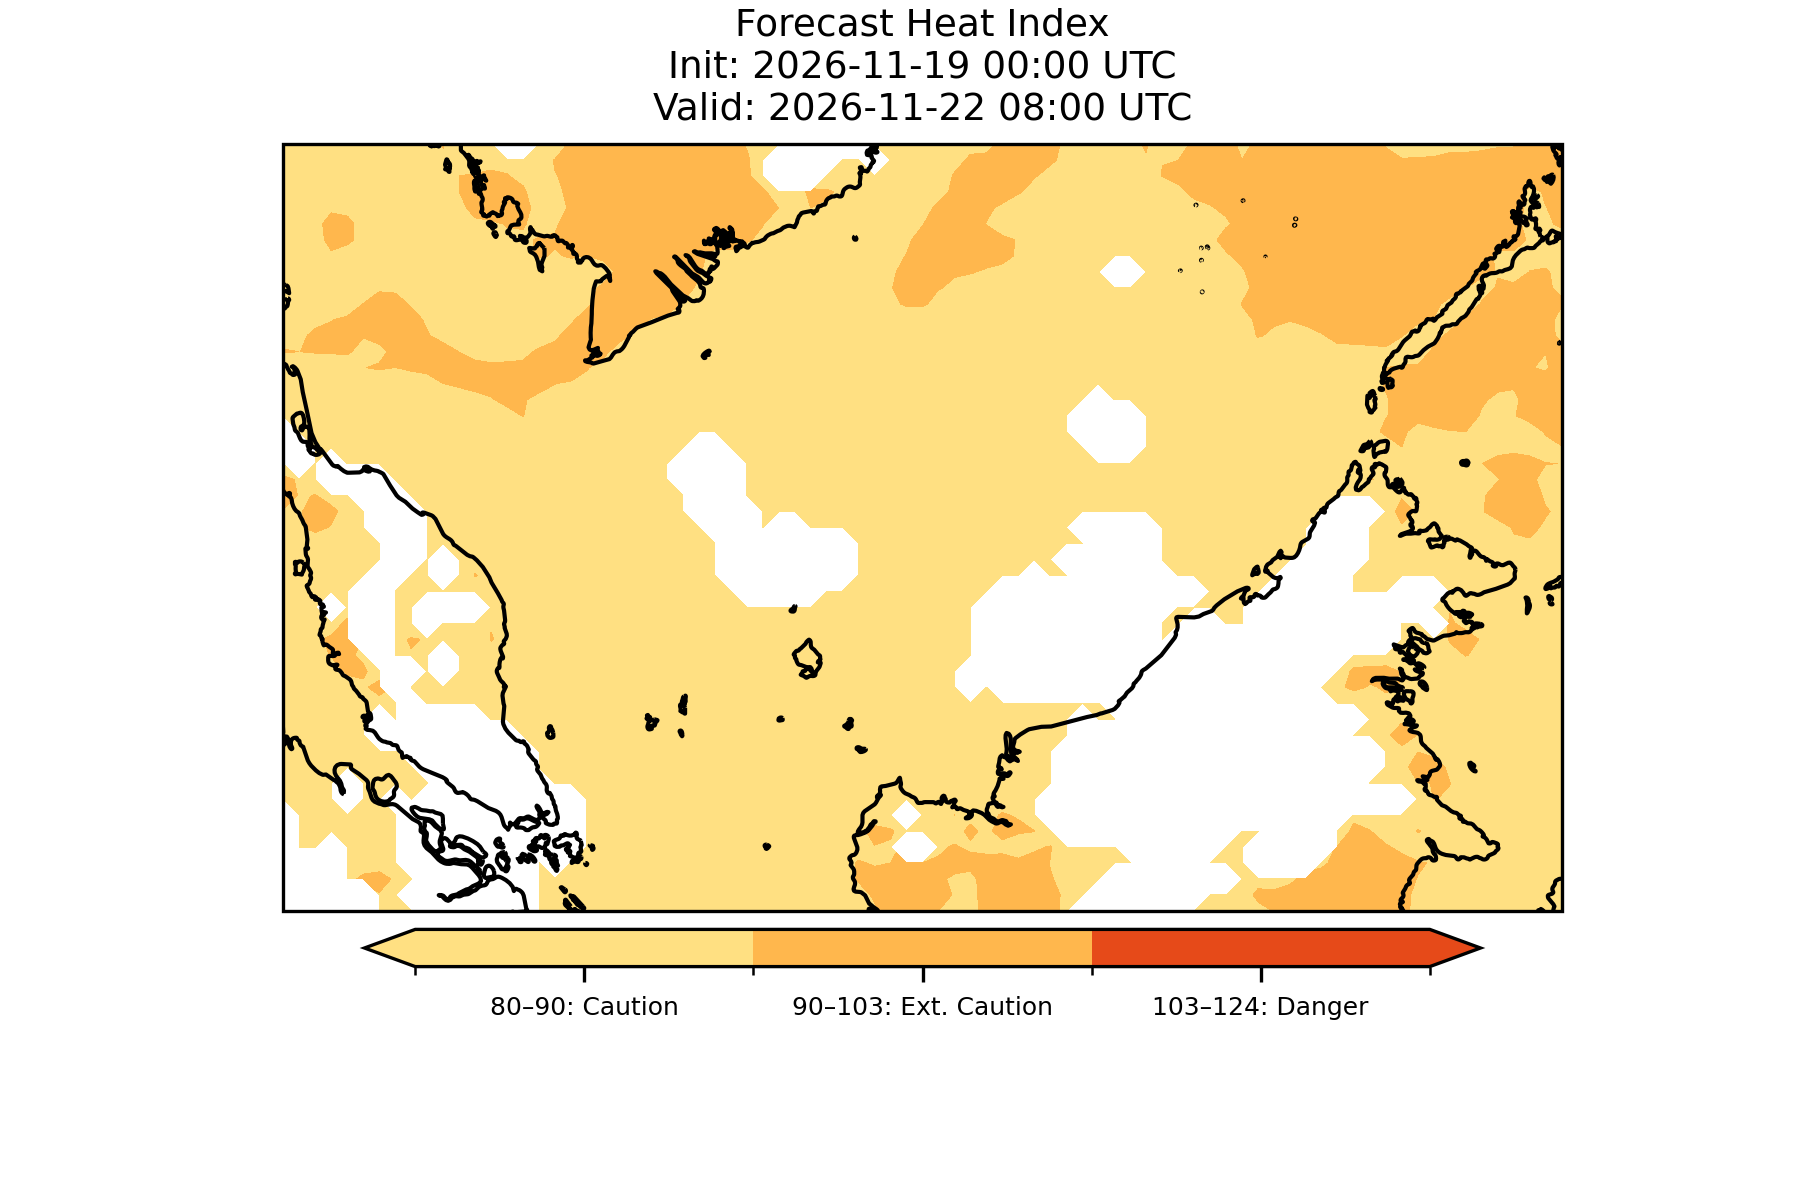 Forecast Heat Index
Init: 2026-11-19 00:00 UTC
Valid: 2026-11-22 08:00 UTC
80–90: Caution
90–103: Ext. Caution
103–124: Danger